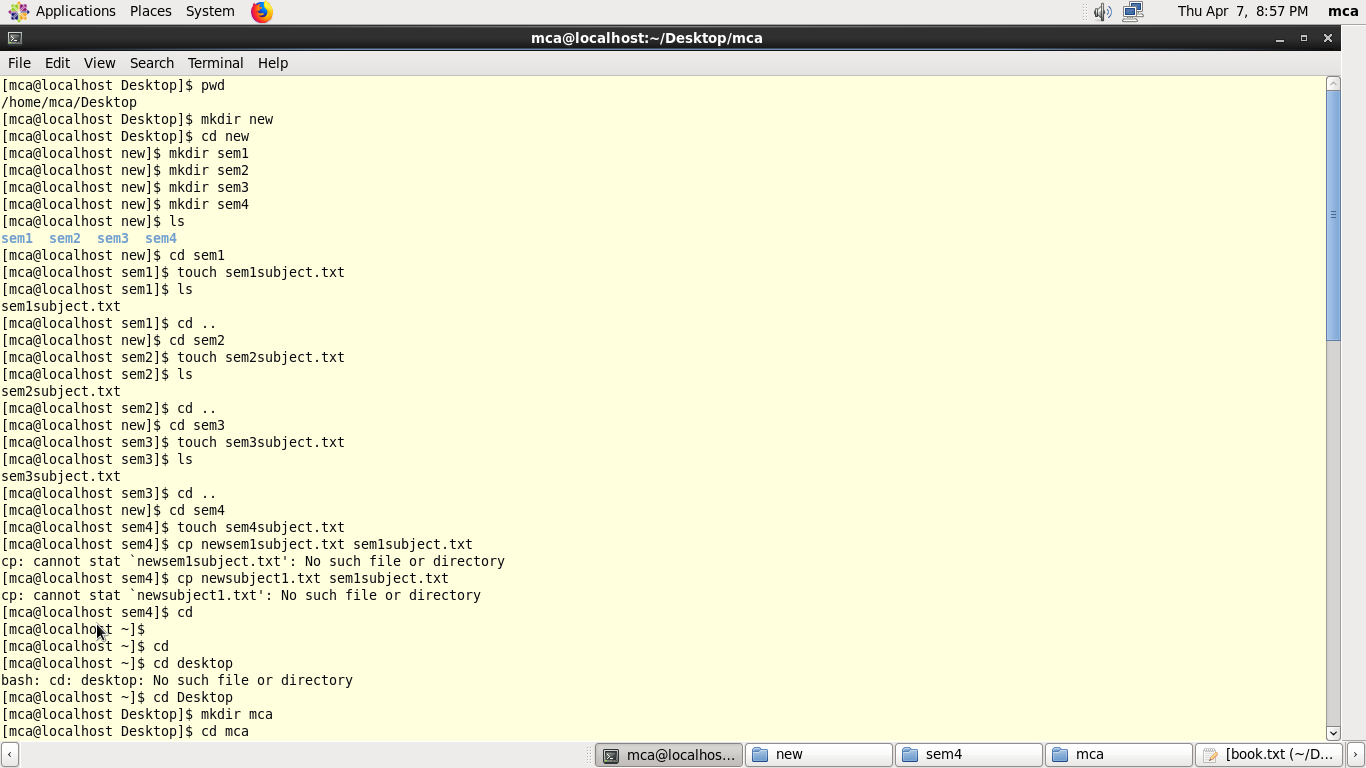 Applications Places System Thu Apr 7, 8:57 PM mca
mca@localhost:~/Desktop/mca
File Edit View Search Terminal Help
[mca@localhost Desktop]$ pwd
/home/mca/Desktop
[mca@localhost Desktop]$ mkdir new
[mca@localhost Desktop]$ cd new
[mca@localhost new]$ mkdir sem1
[mca@localhost new]$ mkdir sem2
[mca@localhost new]$ mkdir sem3
[mca@localhost new]$ mkdir sem4
[mca@localhost new]$ ls
sem1 sem2 sem3 sem4
[mca@localhost new]$ cd sem1
[mca@localhost sem1]$ touch sem1subject.txt
[mca@localhost sem1]$ ls
sem1subject.txt
[mca@localhost sem1]$ cd ..
[mca@localhost new]$ cd sem2
[mca@localhost sem2]$ touch sem2subject.txt
[mca@localhost sem2]$ ls
sem2subject.txt
[mca@localhost sem2]$ cd ..
[mca@localhost new]$ cd sem3
[mca@localhost sem3]$ touch sem3subject.txt
[mca@localhost sem3]$ ls
sem3subject.txt
[mca@localhost sem3]$ cd ..
[mca@localhost new]$ cd sem4
[mca@localhost sem4]$ touch sem4subject.txt
[mca@localhost sem4]$ cp newsem1subject.txt sem1subject.txt
cp: cannot stat `newsem1subject.txt': No such file or directory
[mca@localhost sem4]$ cp newsubject1.txt sem1subject.txt
cp: cannot stat `newsubject1.txt': No such file or directory
[mca@localhost sem4]$ cd
[mca@localhost ~]$
[mca@localhost ~]$ cd
[mca@localhost ~]$ cd desktop
bash: cd: desktop: No such file or directory
[mca@localhost ~]$ cd Desktop
[mca@localhost Desktop]$ mkdir mca
[mca@localhost Desktop]$ cd mca
mca@localhos... new sem4 mca [book.txt (~/D...